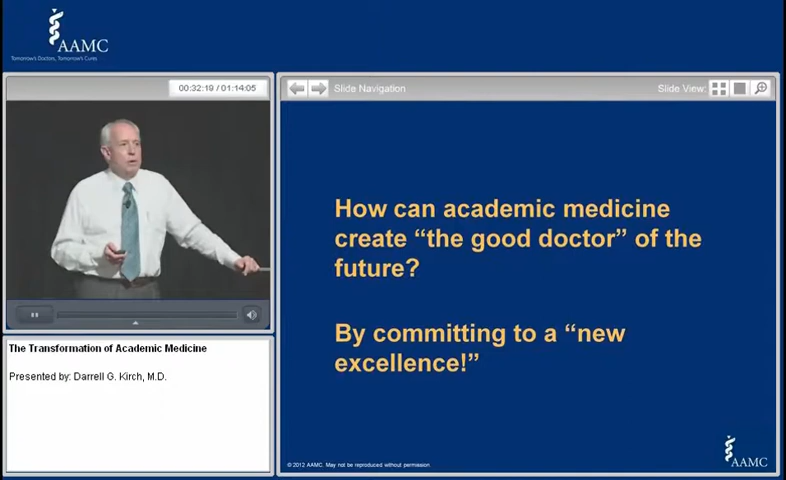 AAMC
Tomorrow's Doctors, Tomorrow's Cures
00:32:19 / 01:14:05
Slide Navigation
Slide View:
How can academic medicine
create “the good doctor” of the
future?
By committing to a “new
excellence!”
The Transformation of Academic Medicine
Presented by: Darrell G. Kirch, M.D.
© 2012 AAMC. May not be reproduced without permission
AAMC